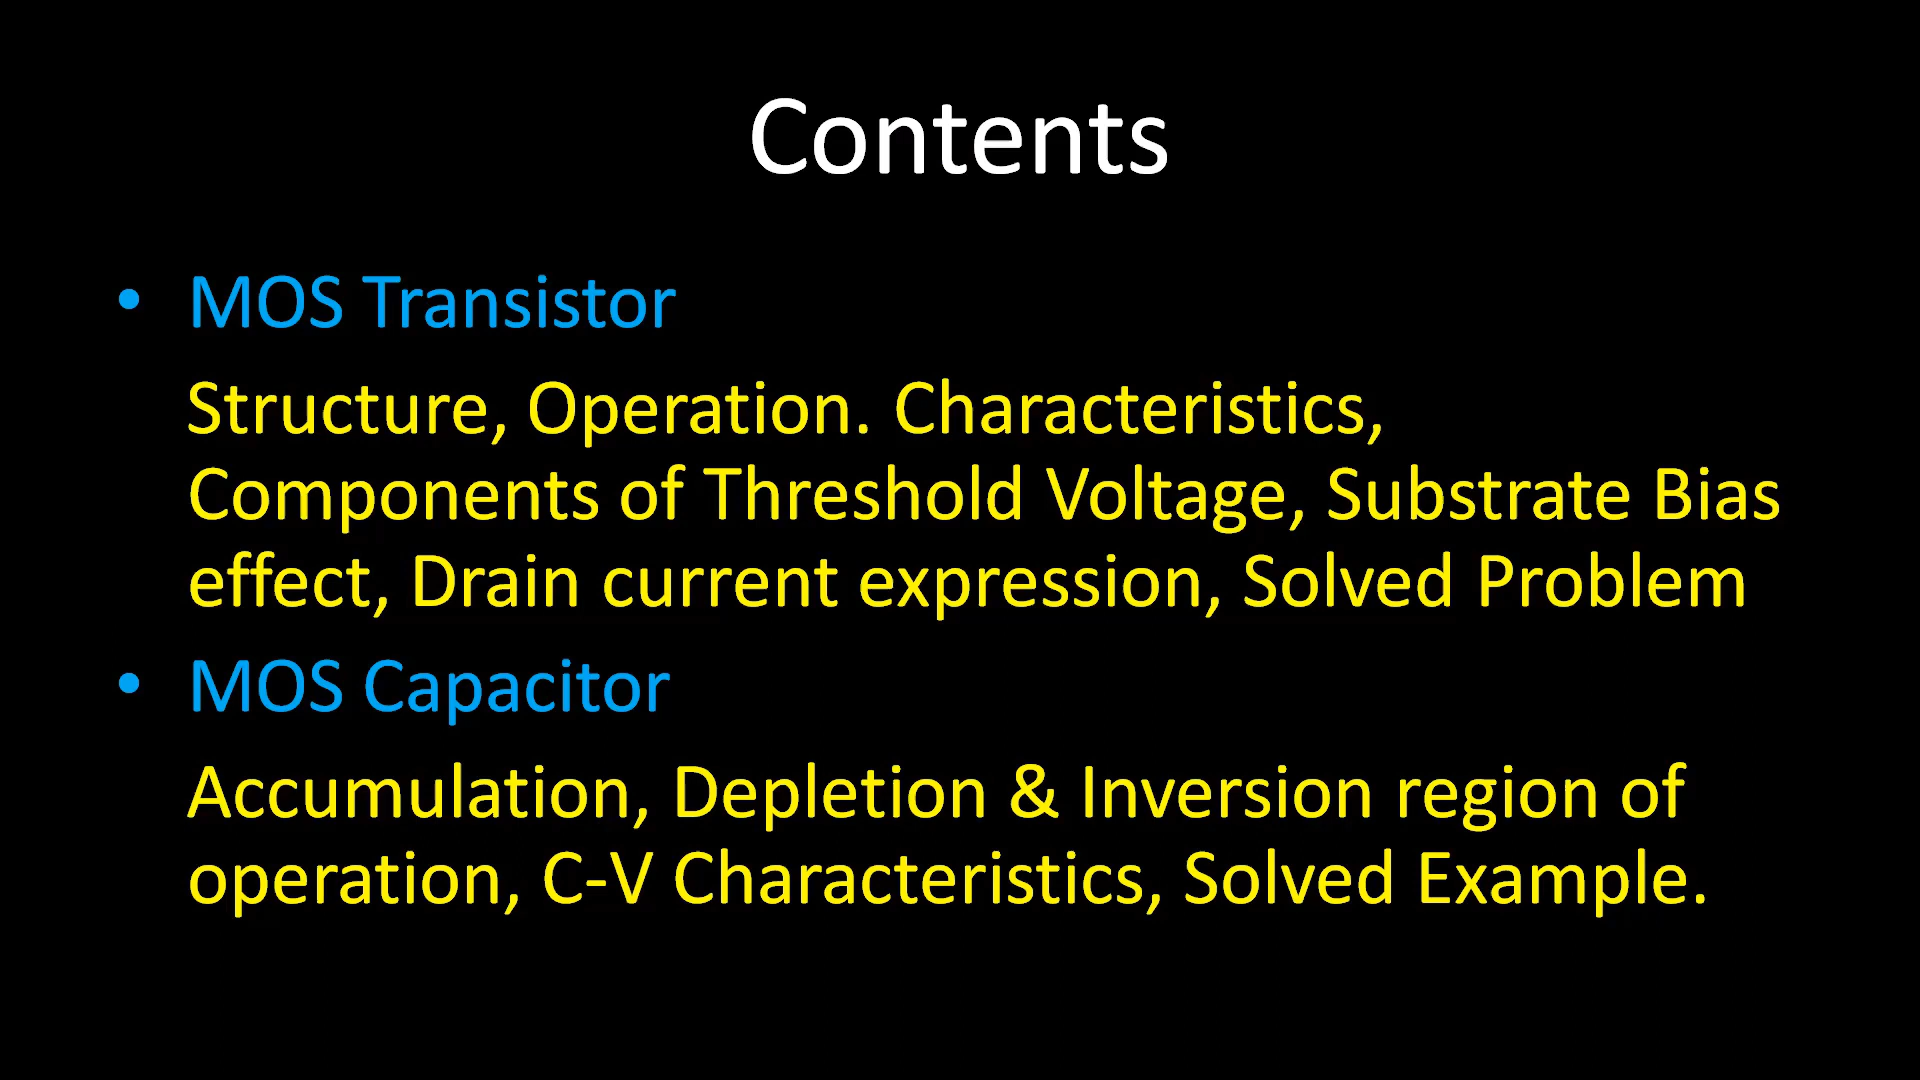 Contents
• MOS Transistor
Structure, Operation. Characteristics,
Components of Threshold Voltage, Substrate Bias
effect, Drain current expression, Solved Problem
• MOS Capacitor
Accumulation, Depletion & Inversion region of
operation, C-V Characteristics, Solved Example.